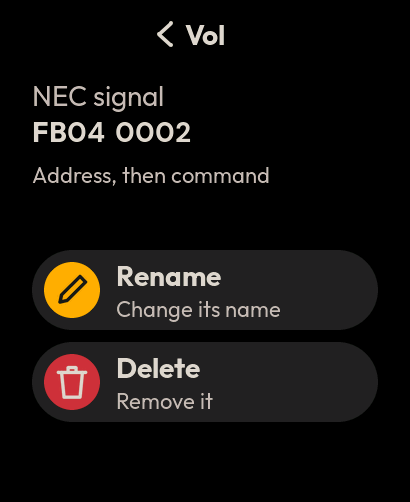 Vol
NEC signal
FB04 0002
Address, then command
Rename
Change its name
Delete
Remove it